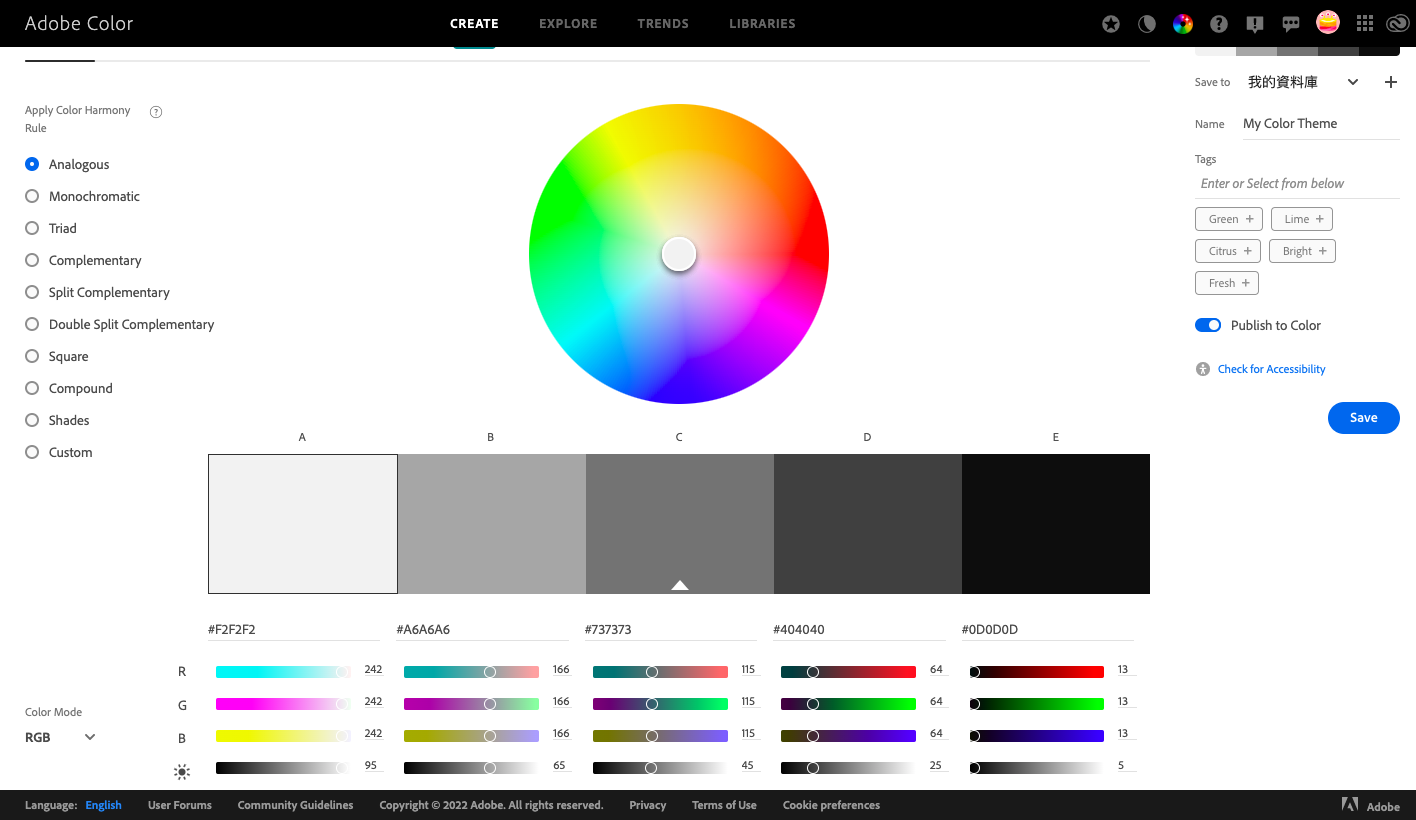 Adobe Color
CREATE
EXPLORE
TRENDS
LIBRARIES
Apply Color Harmony
Rule
Analogous
Monochromatic
Triad
Complementary
Split Complementary
Double Split Complementary
Square
Compound
Shades
Custom
Color Mode
RGB
A B C D E
#F2F2F2 #A6A6A6 #737373 #404040 #0D0D0D
R 242 166 115 64 13
G 242 166 115 64 13
B 242 166 115 64 13
95 65 45 25 5
Save to 我的資料庫
Name My Color Theme
Tags
Enter or Select from below
Green + Lime +
Citrus + Bright +
Fresh +
Publish to Color
Check for Accessibility
Save
Language: English User Forums Community Guidelines Copyright © 2022 Adobe. All rights reserved. Privacy Terms of Use Cookie preferences Adobe